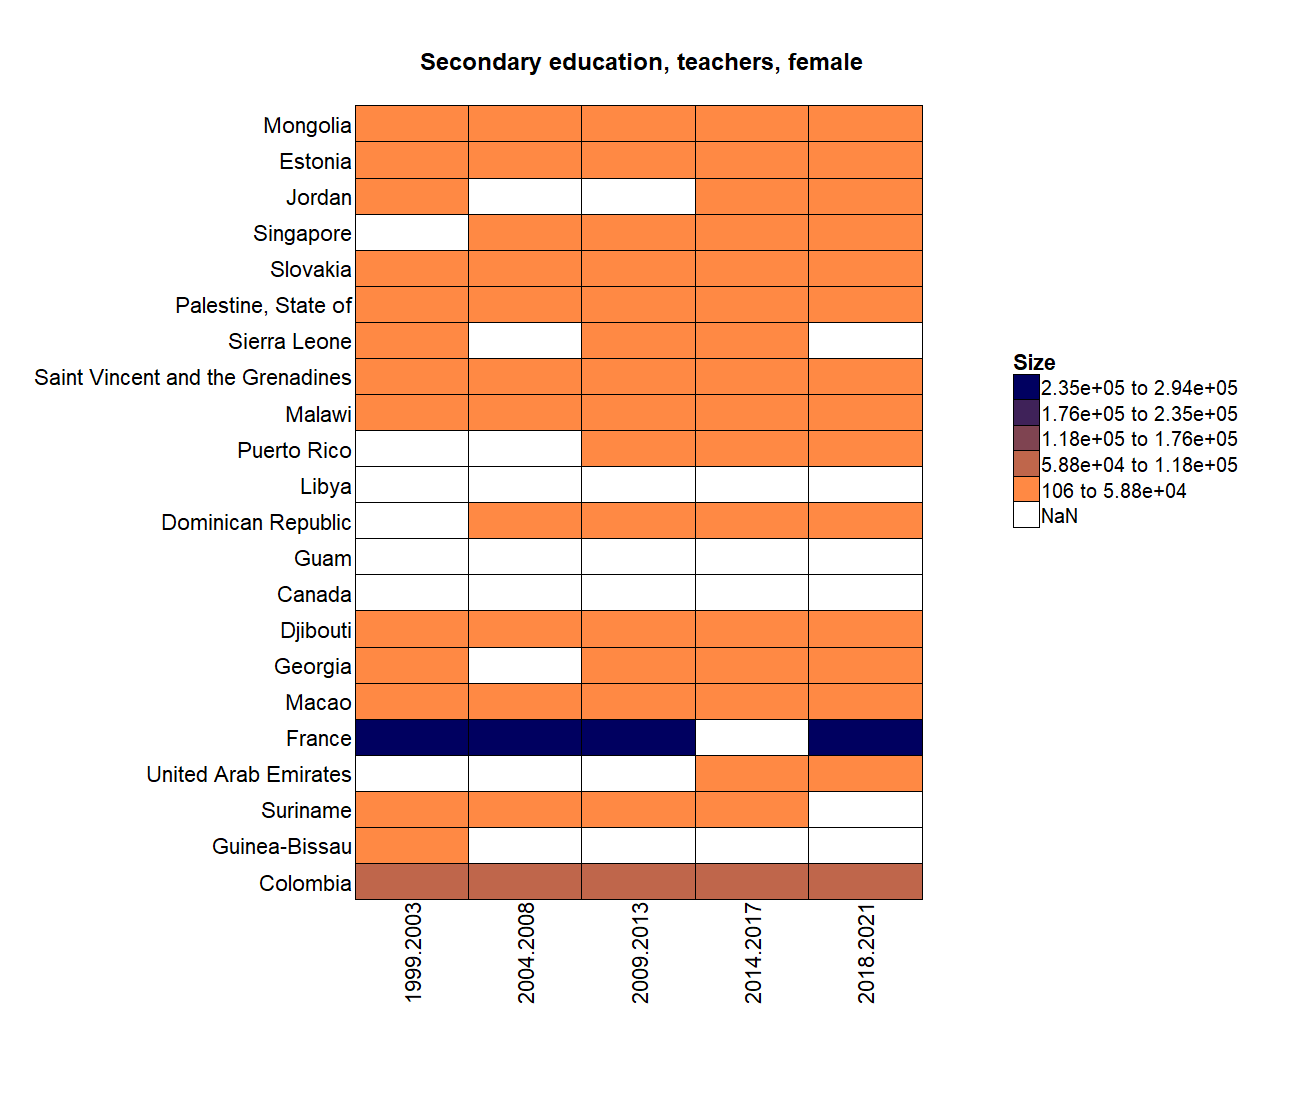 Secondary education, teachers, female
Mongolia
Estonia
Jordan
Singapore
Slovakia
Palestine, State of
Sierra Leone
Saint Vincent and the Grenadines
Malawi
Puerto Rico
Libya
Dominican Republic
Guam
Canada
Djibouti
Georgia
Macao
France
United Arab Emirates
Suriname
Guinea-Bissau
Colombia
1999.2003
2004.2008
2009.2013
2014.2017
2018.2021
Size
2.35e+05 to 2.94e+05
1.76e+05 to 2.35e+05
1.18e+05 to 1.76e+05
5.88e+04 to 1.18e+05
106 to 5.88e+04
NaN